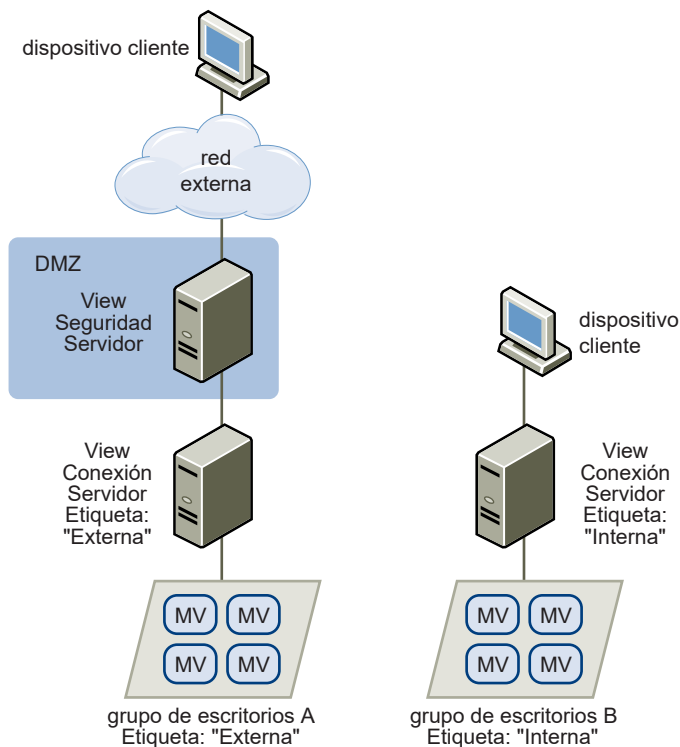 dispositivo cliente
red
externa
DMZ
View
Seguridad
Servidor
dispositivo
cliente
View
Conexión
Servidor
Etiqueta:
"Externa"
View
Conexión
Servidor
Etiqueta:
"Interna"
MV
MV
MV
MV
MV
MV
MV
MV
grupo de escritorios A
Etiqueta: "Externa"
grupo de escritorios B
Etiqueta: "Interna"